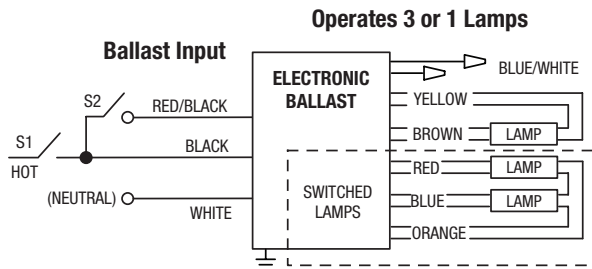 Operates 3 or 1 Lamps
Ballast Input
ELECTRONIC
BALLAST
BLUE/WHITE
S2
RED/BLACK
YELLOW
S1
BLACK
BROWN
LAMP
HOT
RED
LAMP
(NEUTRAL)
WHITE
SWITCHED
LAMPS
BLUE
LAMP
ORANGE